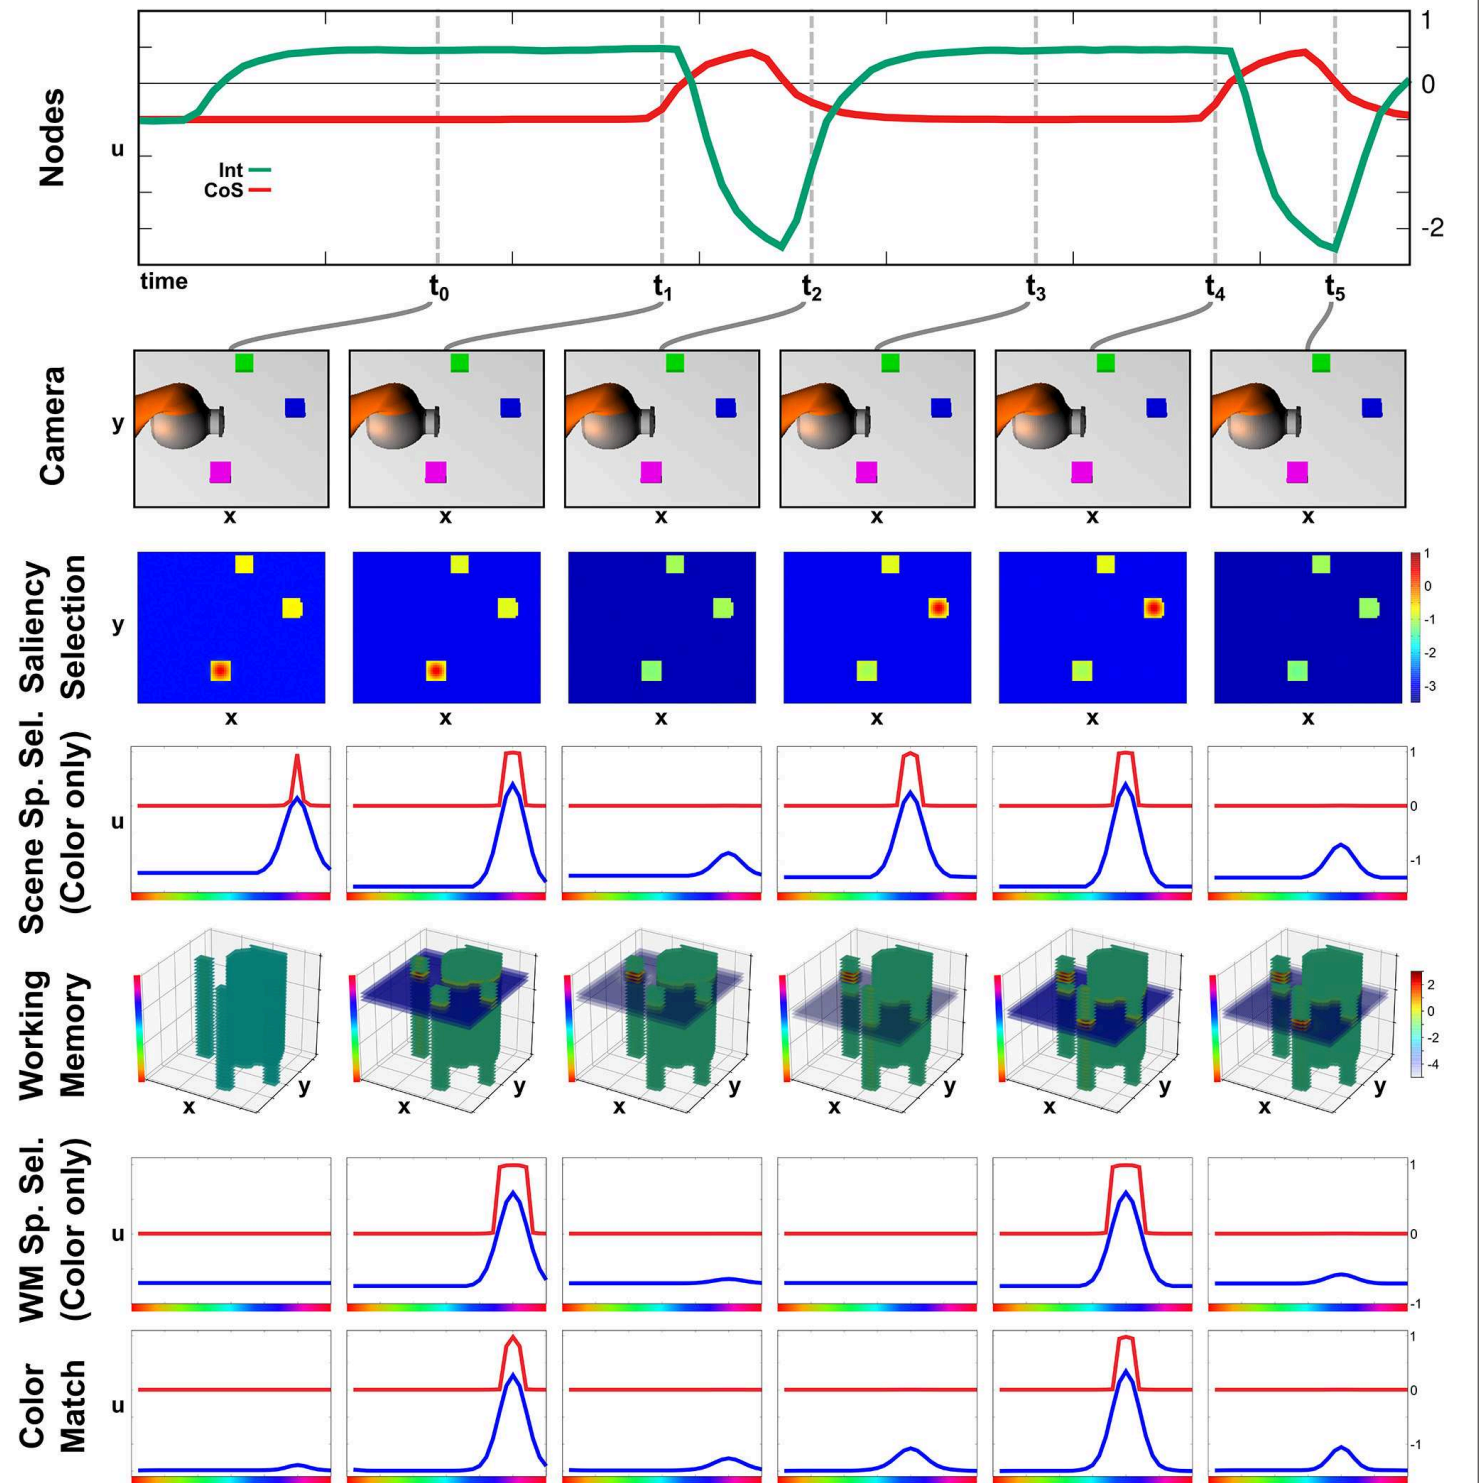 Nodes
u
Int
CoS
1
0
-2
time
t0 t1 t2 t3 t4 t5
Camera
y
x x x x x x
Saliency
Selection
y
1
0
-1
-2
-3
x x x x x x
Scene Sp. Sel.
(Color only)
u
1
0
-1
Working
Memory
x y x y x y x y x y x y
2
0
-2
-4
WM Sp. Sel.
(Color only)
u
1
0
-1
Color
Match
u
1
0
-1